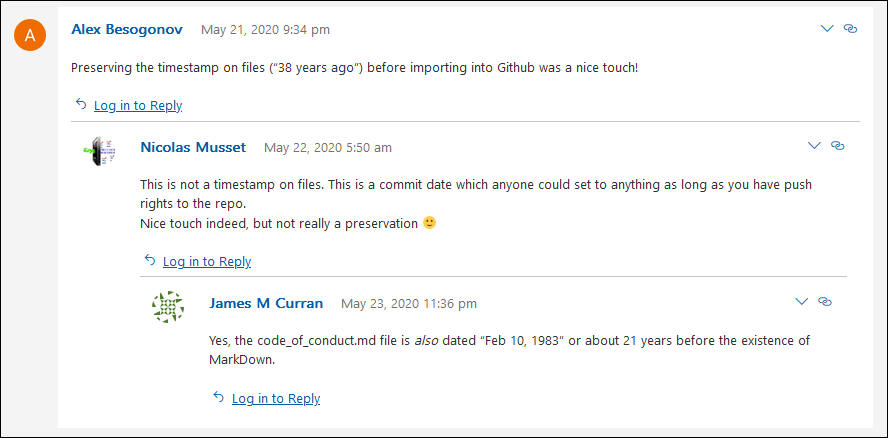 A
Alex Besogonov May 21, 2020 9:34 pm
Preserving the timestamp on files (“38 years ago”) before importing into Github was a nice touch!
Log in to Reply
Nicolas Musset May 22, 2020 5:50 am
This is not a timestamp on files. This is a commit date which anyone could set to anything as long as you have push
rights to the repo.
Nice touch indeed, but not really a preservation 🙂
Log in to Reply
James M Curran May 23, 2020 11:36 pm
Yes, the code_of_conduct.md file is also dated “Feb 10, 1983” or about 21 years before the existence of
MarkDown.
Log in to Reply